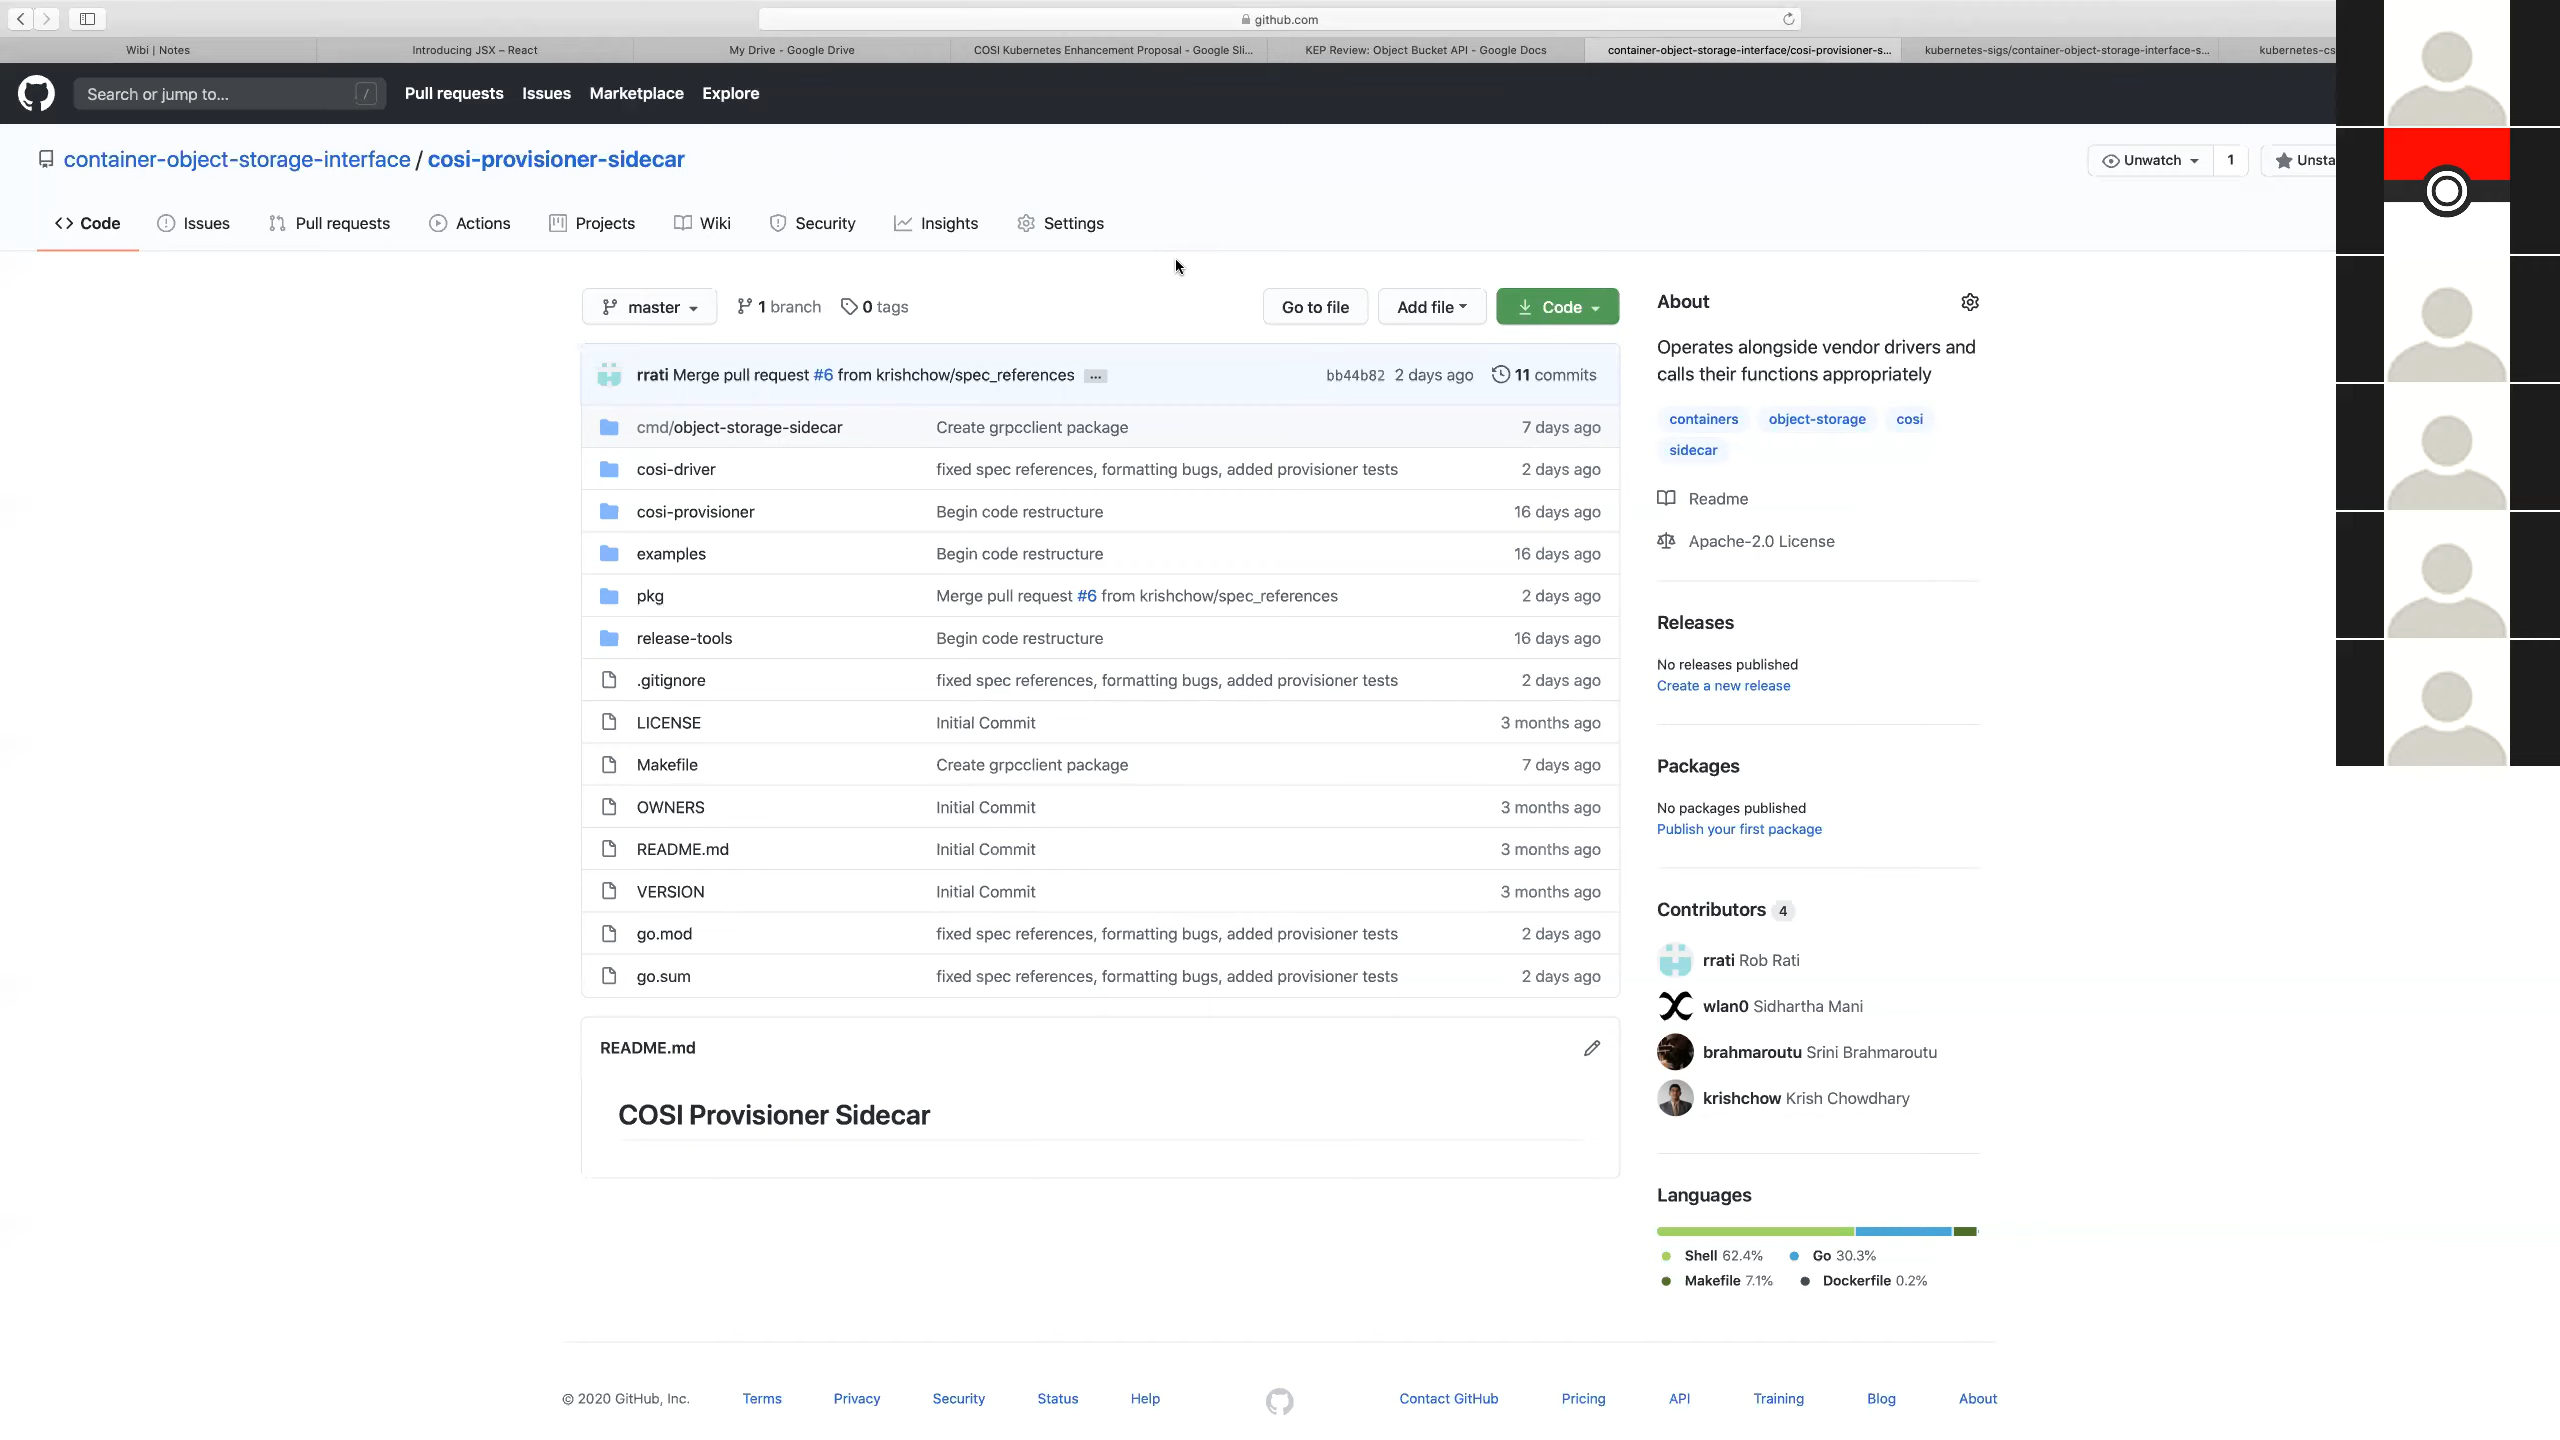 github.com
Wibi | Notes
Introducing JSX – React
My Drive - Google Drive
COSI Kubernetes Enhancement Proposal - Google Sli...
KEP Review: Object Bucket API - Google Docs
container-object-storage-interface/cosi-provisioner-s...
kubernetes-sigs/container-object-storage-interface-s...
kubernetes-cs
Search or jump to...
/
Pull requests
Issues
Marketplace
Explore
container-object-storage-interface / cosi-provisioner-sidecar
Unwatch
1
Unsta
Code
Issues
Pull requests
Actions
Projects
Wiki
Security
Insights
Settings
master
1 branch
0 tags
Go to file
Add file
Code
rrati Merge pull request #6 from krishchow/spec_references ...
bb44b82 2 days ago
11 commits
cmd/object-storage-sidecar Create grpcclient package 7 days ago
cosi-driver fixed spec references, formatting bugs, added provisioner tests 2 days ago
cosi-provisioner Begin code restructure 16 days ago
examples Begin code restructure 16 days ago
pkg Merge pull request #6 from krishchow/spec_references 2 days ago
release-tools Begin code restructure 16 days ago
.gitignore fixed spec references, formatting bugs, added provisioner tests 2 days ago
LICENSE Initial Commit 3 months ago
Makefile Create grpcclient package 7 days ago
OWNERS Initial Commit 3 months ago
README.md Initial Commit 3 months ago
VERSION Initial Commit 3 months ago
go.mod fixed spec references, formatting bugs, added provisioner tests 2 days ago
go.sum fixed spec references, formatting bugs, added provisioner tests 2 days ago
README.md
COSI Provisioner Sidecar
About
Operates alongside vendor drivers and
calls their functions appropriately
containers object-storage cosi
sidecar
Readme
Apache-2.0 License
Releases
No releases published
Create a new release
Packages
No packages published
Publish your first package
Contributors 4
rrati Rob Rati
wlan0 Sidhartha Mani
brahmaroutu Srini Brahmaroutu
krishchow Krish Chowdhary
Languages
Shell 62.4% Go 30.3%
Makefile 7.1% Dockerfile 0.2%
© 2020 GitHub, Inc.
Terms
Privacy
Security
Status
Help
Contact GitHub
Pricing
API
Training
Blog
About